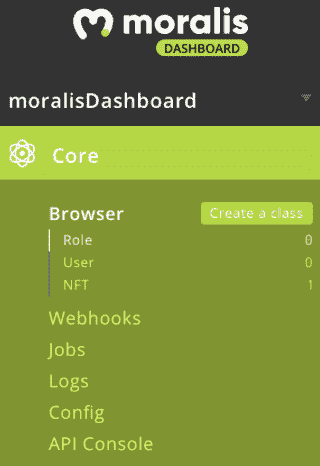 moralis
DASHBOARD
moralisDashboard
Core
Browser Create a class
Role 0
User 0
NFT 1
Webhooks
Jobs
Logs
Config
API Console